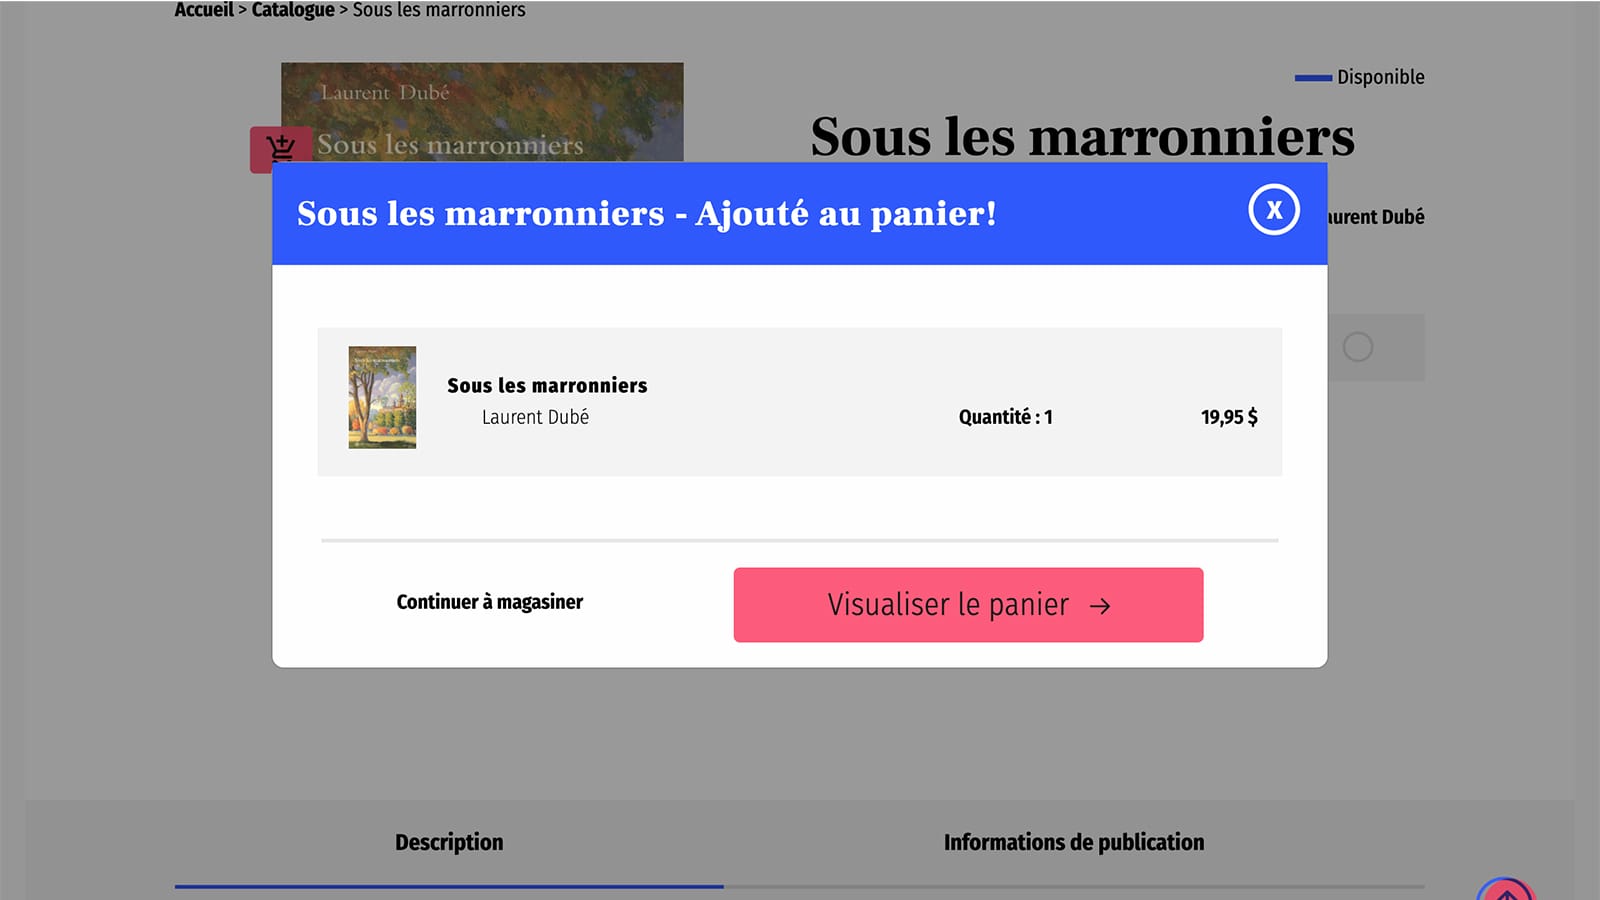 Accueil > Catalogue > Sous les marronniers
Laurent Dubé
Sous les marronniers
Disponible
Sous les marronniers
Sous les marronniers - Ajouté au panier!
X
Dubé
Sous les marronniers
Laurent Dubé
Quantité : 1
19,95 $
Continuer à magasiner
Visualiser le panier →
Description
Informations de publication